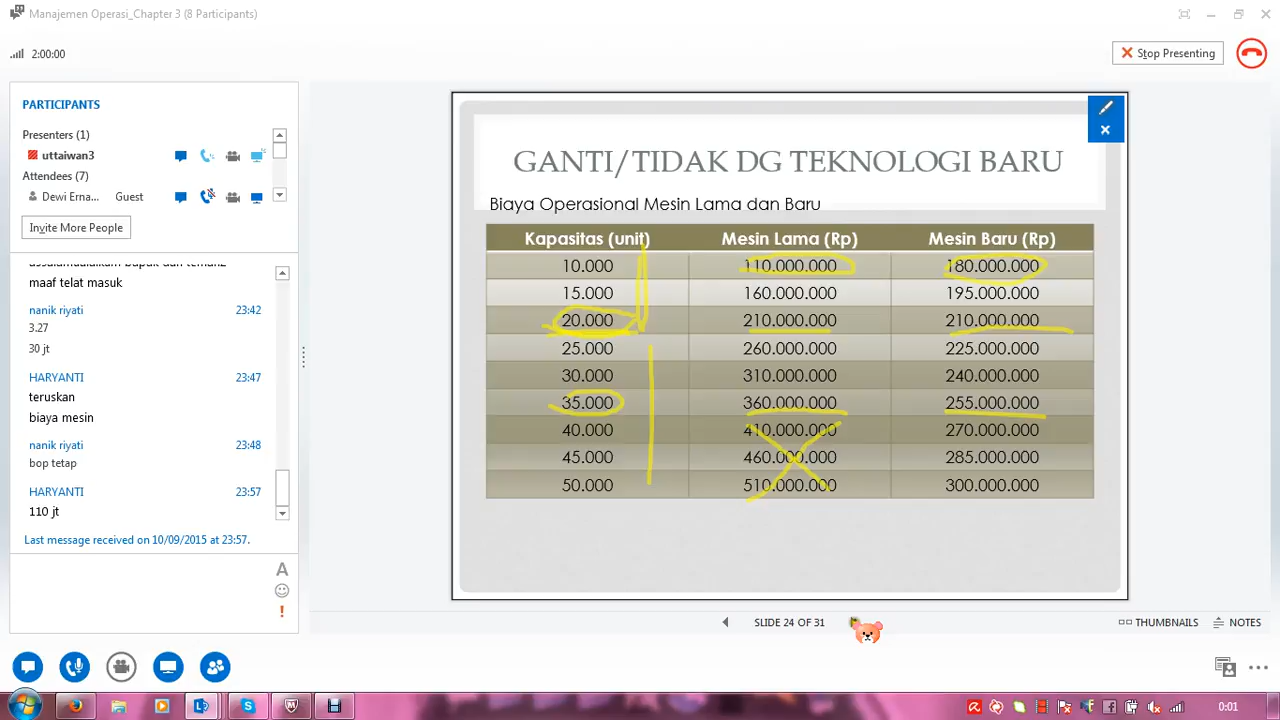 Manajemen Operasi_Chapter 3 (8 Participants)
2:00:00
Stop Presenting
PARTICIPANTS
Presenters (1)
uttaiwan3
Attendees (7)
Dewi Erna... Guest
Invite More People
maaf telat masuk
nanik riyati 23:42
3.27
30 jt
HARYANTI 23:47
teruskan
biaya mesin
nanik riyati 23:48
bop tetap
HARYANTI 23:57
110 jt
Last message received on 10/09/2015 at 23:57.
A
GANTI/TIDAK DG TEKNOLOGI BARU
Biaya Operasional Mesin Lama dan Baru
Kapasitas (unit) Mesin Lama (Rp) Mesin Baru (Rp)
10.000 110.000.000 180.000.000
15.000 160.000.000 195.000.000
20.000 210.000.000 210.000.000
25.000 260.000.000 225.000.000
30.000 310.000.000 240.000.000
35.000 360.000.000 255.000.000
40.000 410.000.000 270.000.000
45.000 460.000.000 285.000.000
50.000 510.000.000 300.000.000
SLIDE 24 OF 31
THUMBNAILS
NOTES
0:01